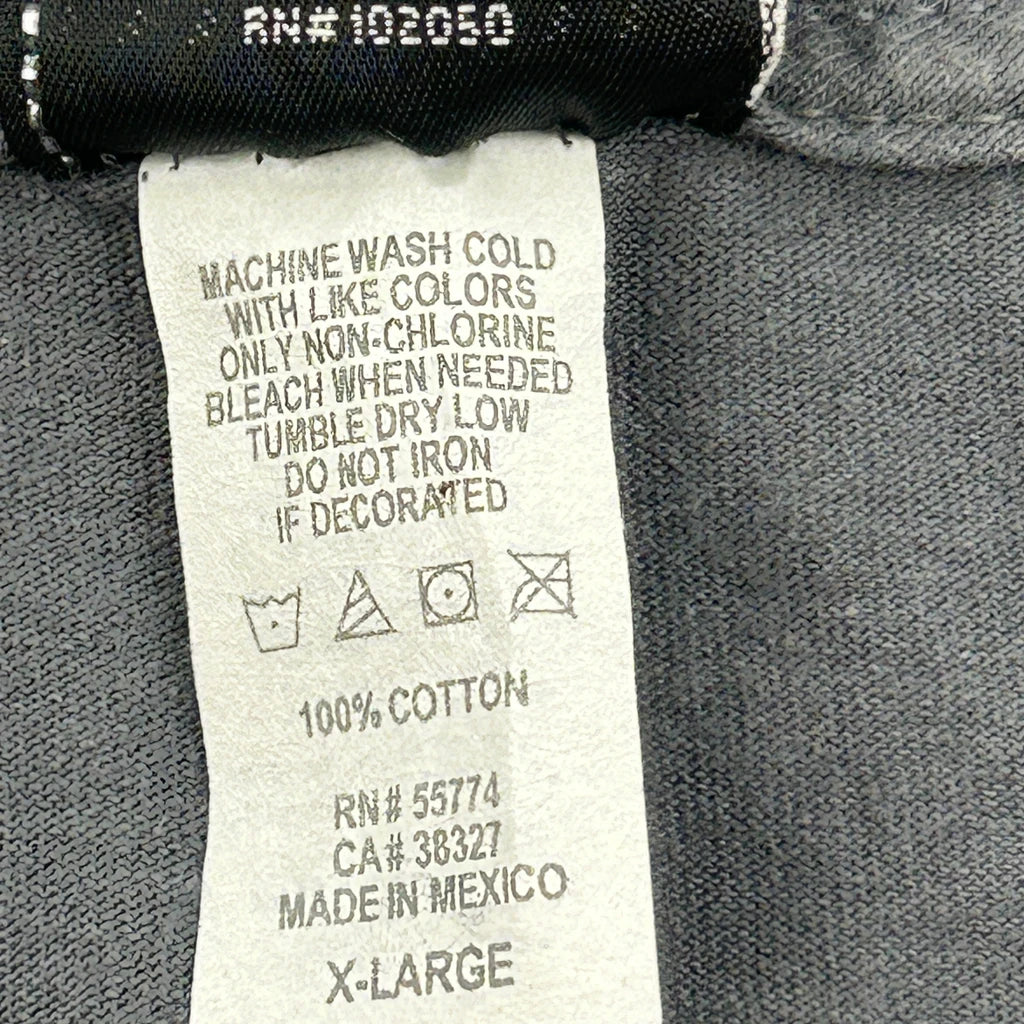 RN#102050
MACHINE WASH COLD
WITH LIKE COLORS
ONLY NON-CHLORINE
BLEACH WHEN NEEDED
TUMBLE DRY LOW
DO NOT IRON
IF DECORATED
100% COTTON
RN# 55774
CA# 38327
MADE IN MEXICO
X-LARGE